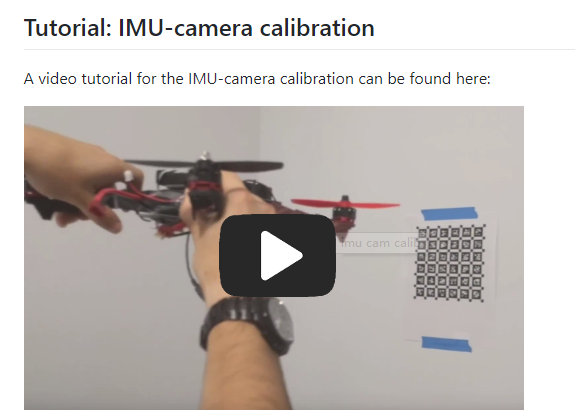 Tutorial: IMU-camera calibration
A video tutorial for the IMU-camera calibration can be found here:
imu cam calib